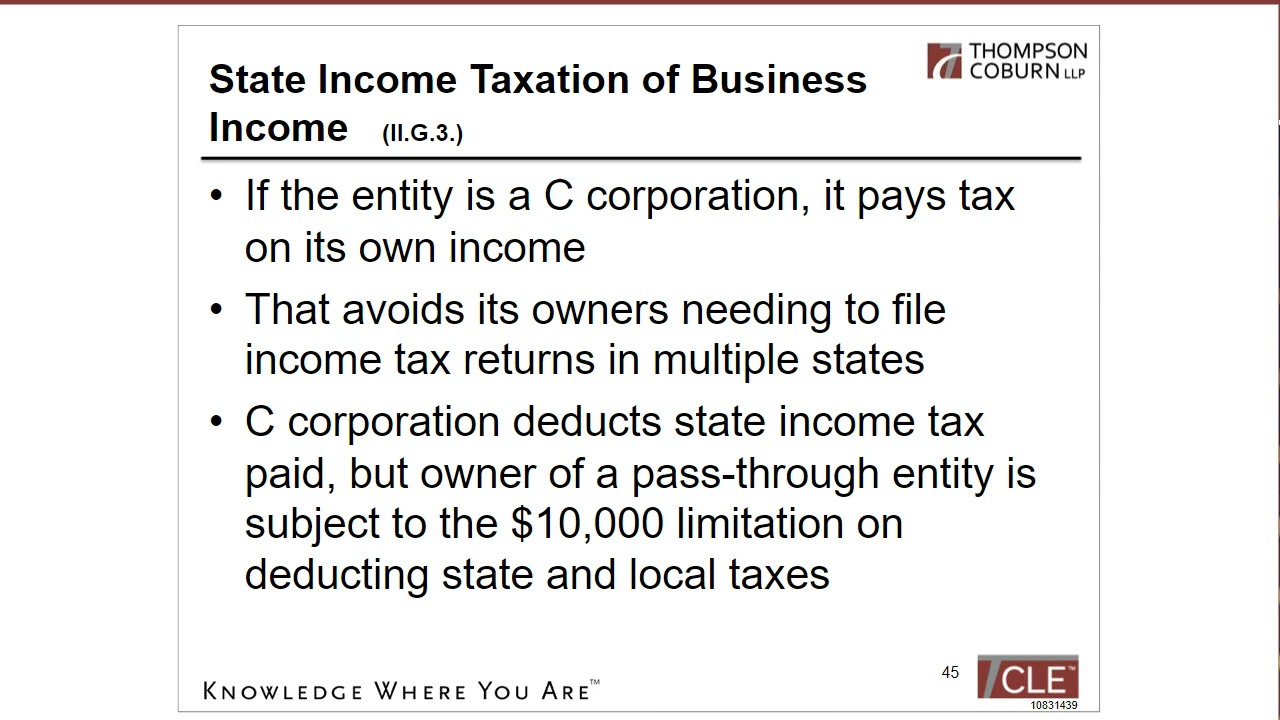 THOMPSON
COBURN LLP
State Income Taxation of Business
Income (II.G.3.)
• If the entity is a C corporation, it pays tax
on its own income
• That avoids its owners needing to file
income tax returns in multiple states
• C corporation deducts state income tax
paid, but owner of a pass-through entity is
subject to the $10,000 limitation on
deducting state and local taxes
KNOWLEDGE WHERE YOU ARE™
45
TCLE™
10831439